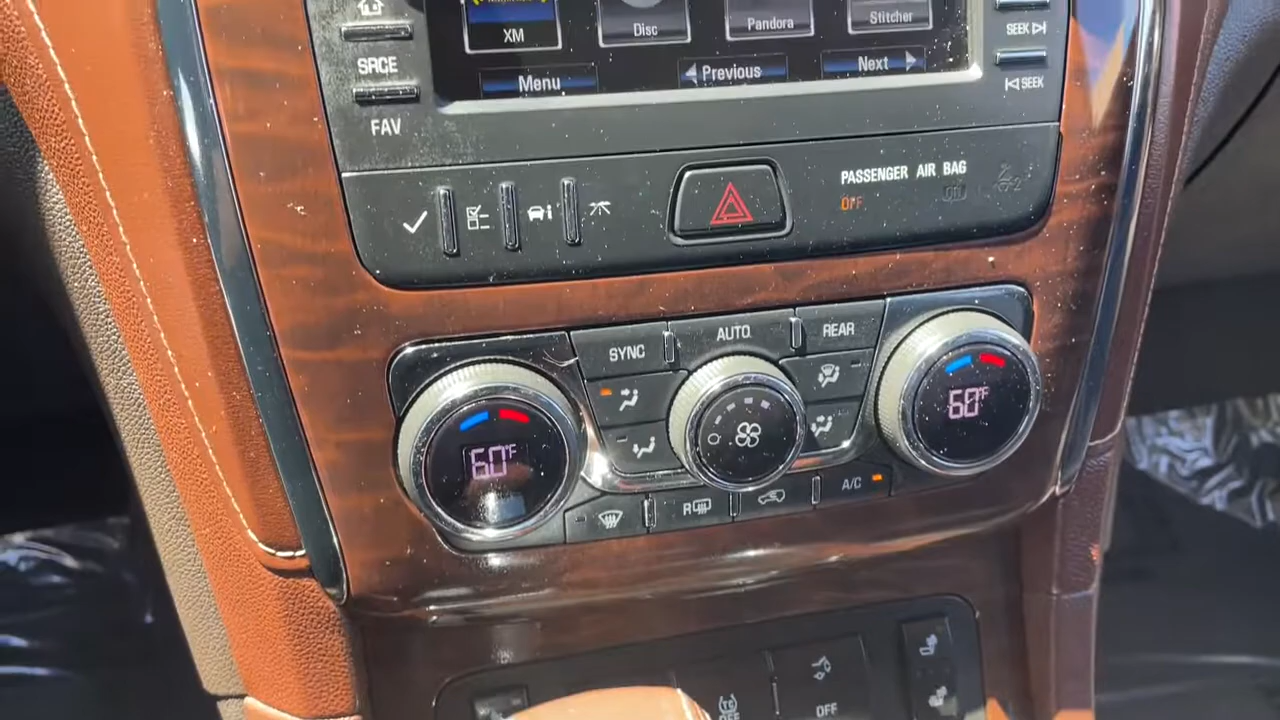 XM
Disc
Pandora
Stitcher
SRCE
FAV
Menu
Previous
Next
SEEK
SEEK
PASSENGER AIR BAG
OFF
SYNC
AUTO
REAR
60°F
60°F
R
A/C
OFF